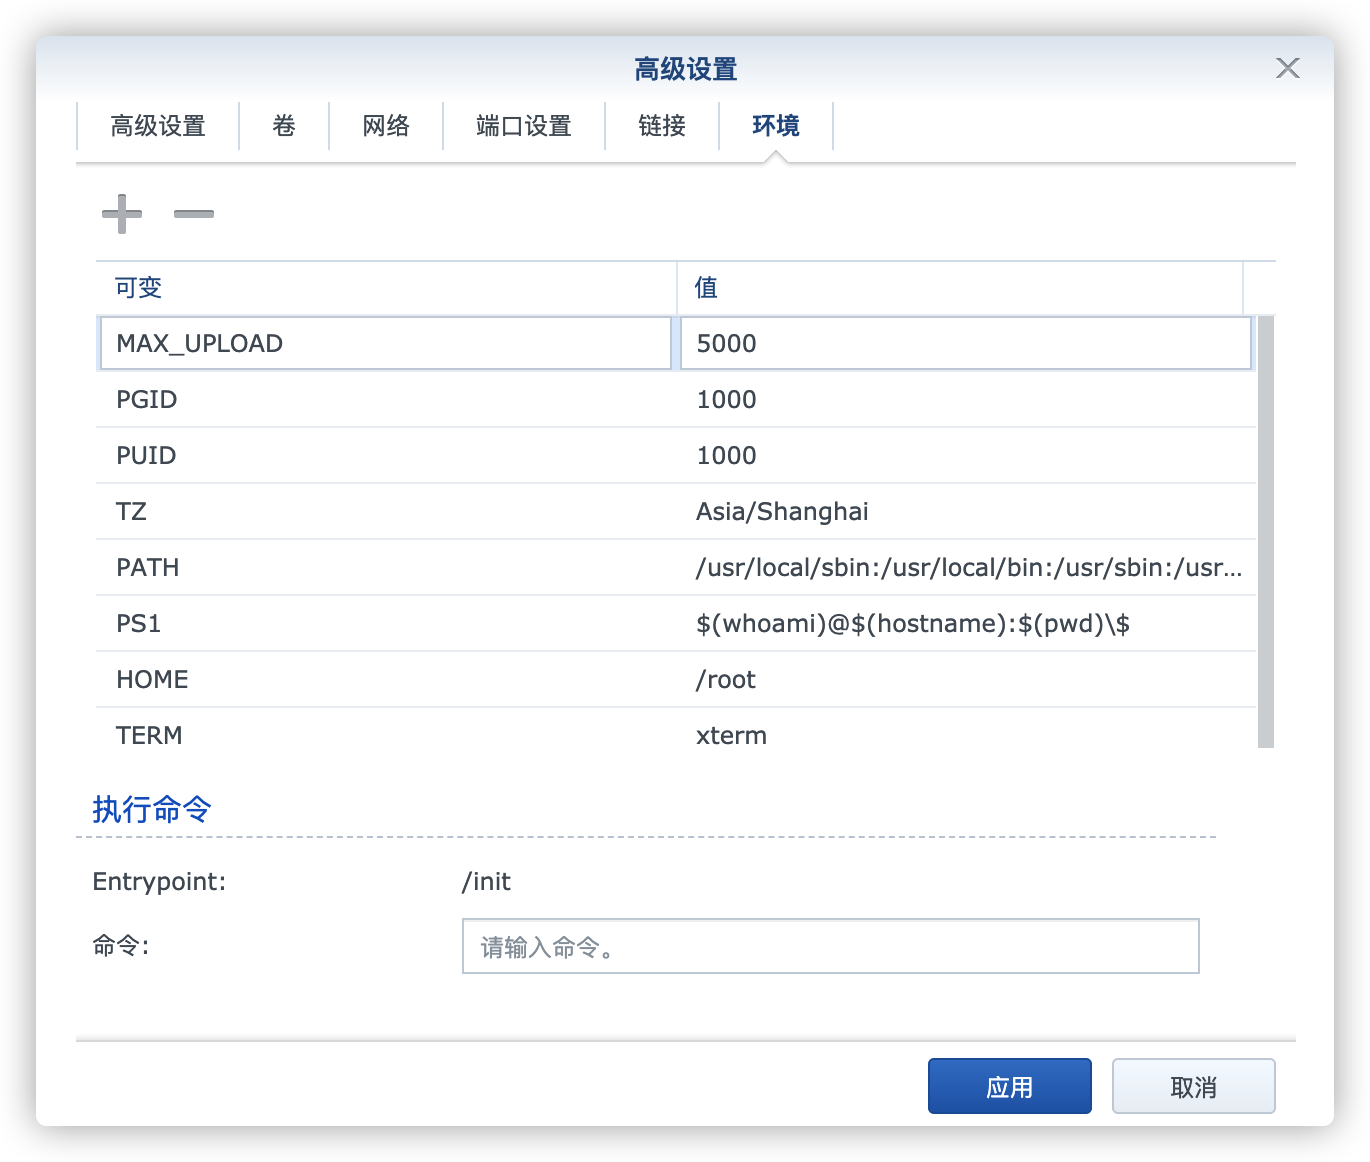 高级设置
高级设置 卷 网络 端口设置 链接 环境
可变 值
MAX_UPLOAD 5000
PGID 1000
PUID 1000
TZ Asia/Shanghai
PATH /usr/local/sbin:/usr/local/bin:/usr/sbin:/usr...
PS1 $(whoami)@$(hostname):$(pwd)\$
HOME /root
TERM xterm
执行命令
Entrypoint: /init
命令: 请输入命令。
应用 取消